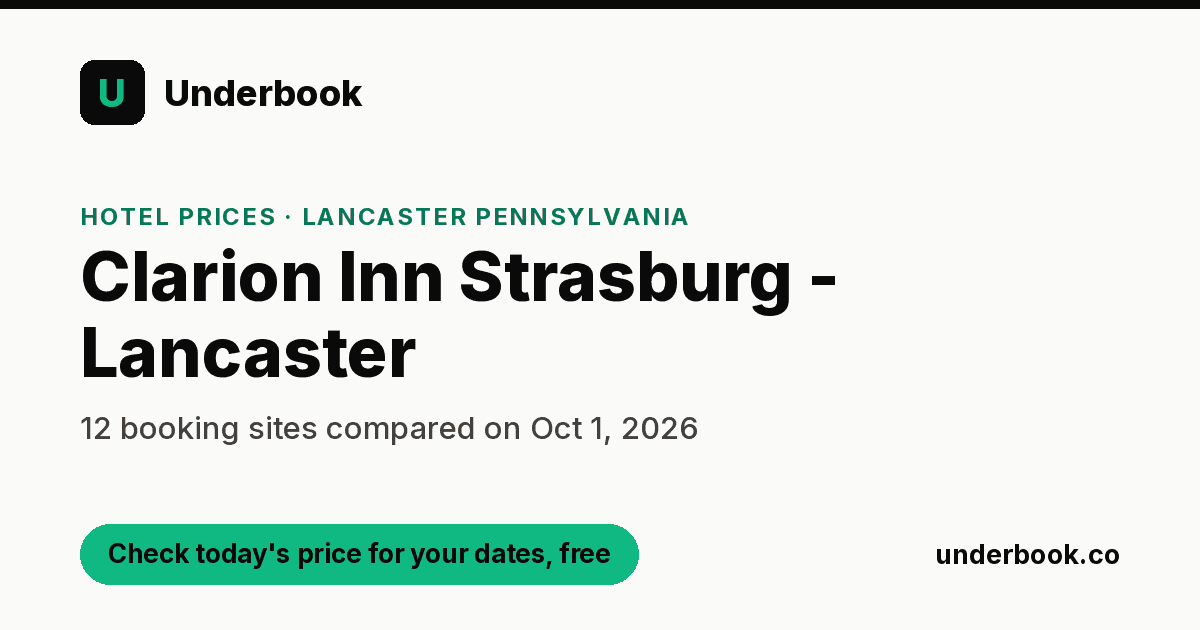 U Underbook
HOTEL PRICES · LANCASTER PENNSYLVANIA
Clarion Inn Strasburg -
Lancaster
12 booking sites compared on Oct 1, 2026
Check today's price for your dates, free
underbook.co